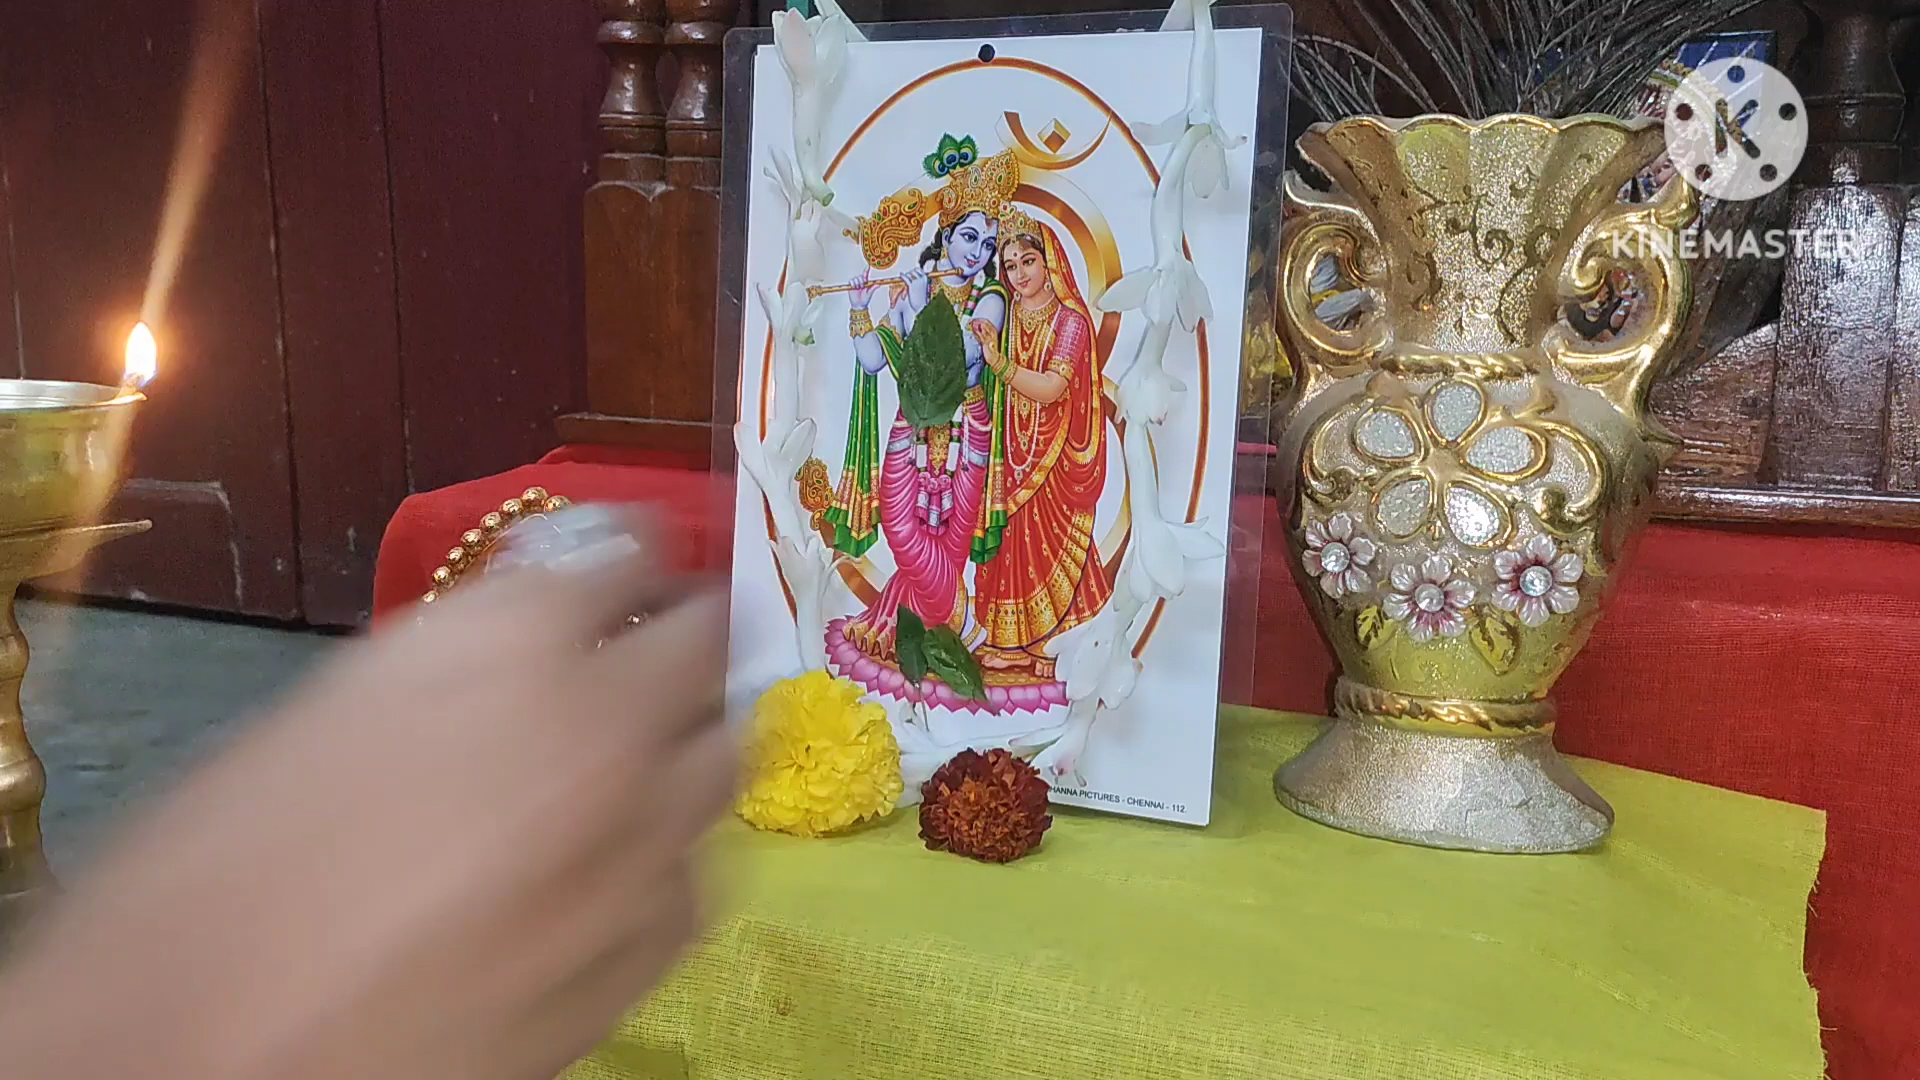 K
KINEMASTER
PICTURES - CHENNAI - 112.